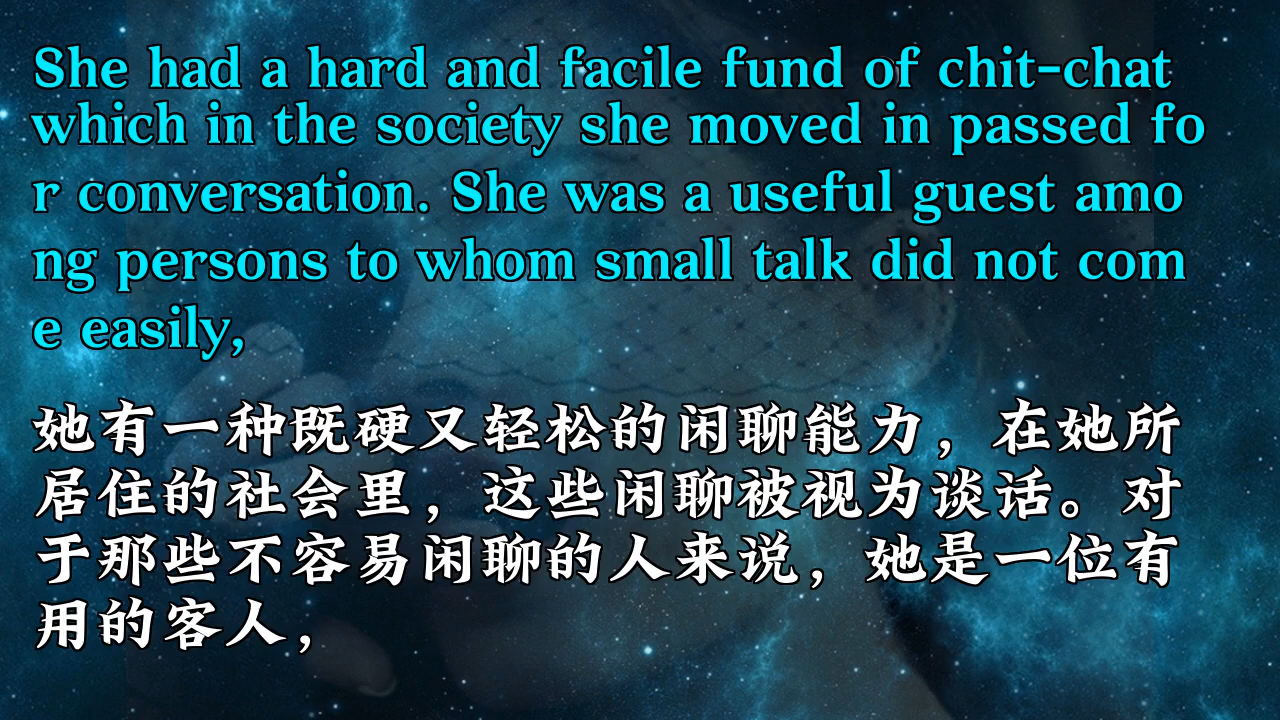 She had a hard and facile fund of chit-chat
which in the society she moved in passed fo
r conversation. She was a useful guest amo
ng persons to whom small talk did not com
e easily,
她有一种既硬又轻松的闲聊能力，在她所
居住的社会里，这些闲聊被视为谈话。对
于那些不容易闲聊的人来说，她是一位有
用的客人，